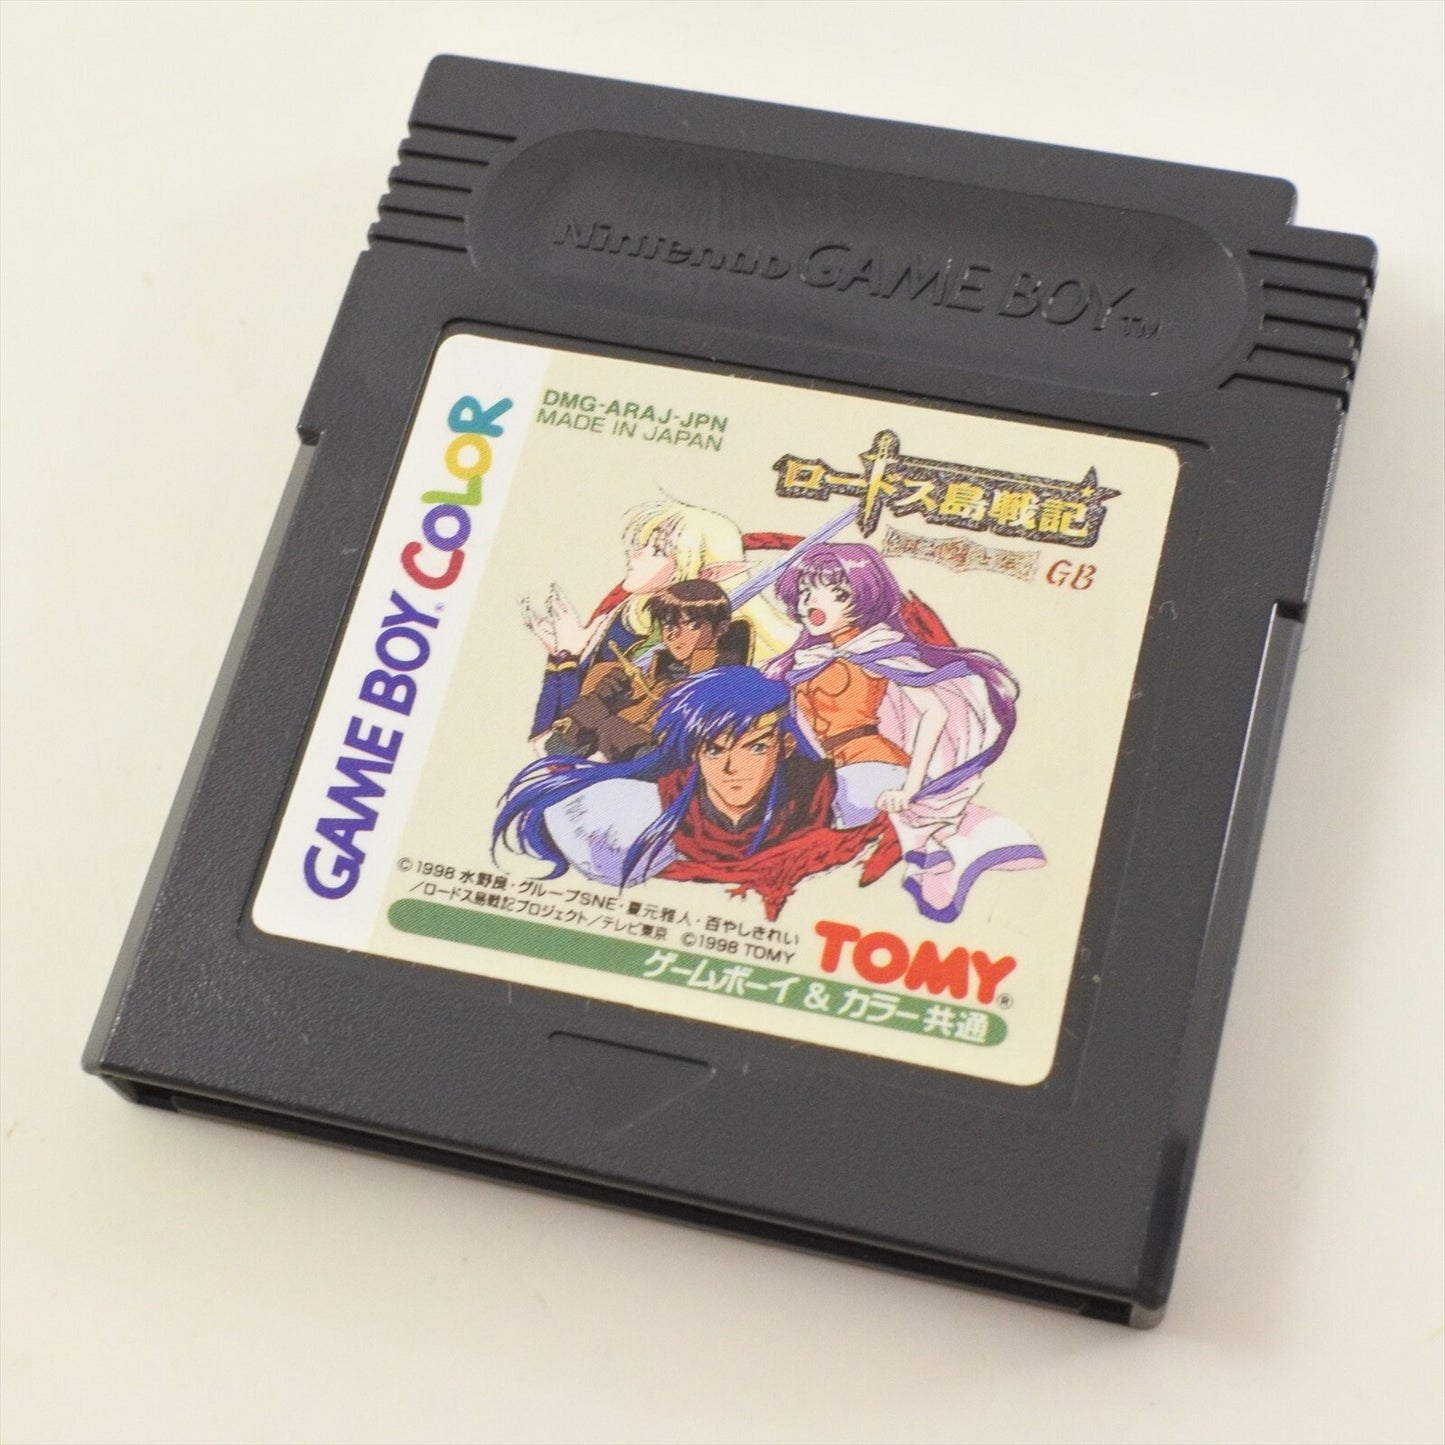 Nintendo GAME BOY TM
GAME BOY COLOR
DMG-ARAJ-JPN
MADE IN JAPAN
ロードス島戦記
GB
©1998 水野良・グループSNE・夏元雅人・百やしきれい
/ロードス島戦記プロジェクト/テレビ東京 ©1998 TOMY
TOMY®
ゲームボーイ & カラー共通